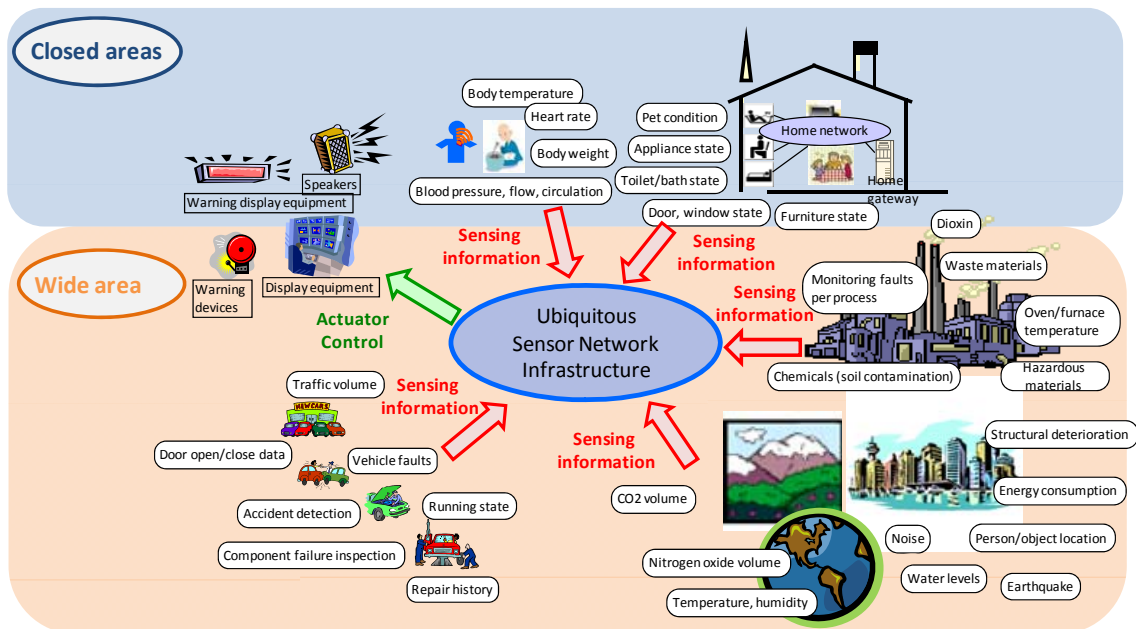 Closed areas
Body temperature
Heart rate
Body weight
Blood pressure, flow, circulation
Pet condition
Appliance state
Toilet/bath state
Door, window state
Furniture state
Home network
Home
gateway
Speakers
Warning display equipment
Wide area
Warning
devices
Display equipment
Actuator
Control
Sensing
information
Sensing
information
Sensing
information
Sensing
information
Sensing
information
Ubiquitous
Sensor Network
Infrastructure
Dioxin
Waste materials
Monitoring faults
per process
Oven/furnace
temperature
Chemicals (soil contamination)
Hazardous
materials
Traffic volume
NEW CARS
Door open/close data
Vehicle faults
Accident detection
Running state
Component failure inspection
Repair history
CO2 volume
Nitrogen oxide volume
Temperature, humidity
Structural deterioration
Energy consumption
Noise
Person/object location
Water levels
Earthquake